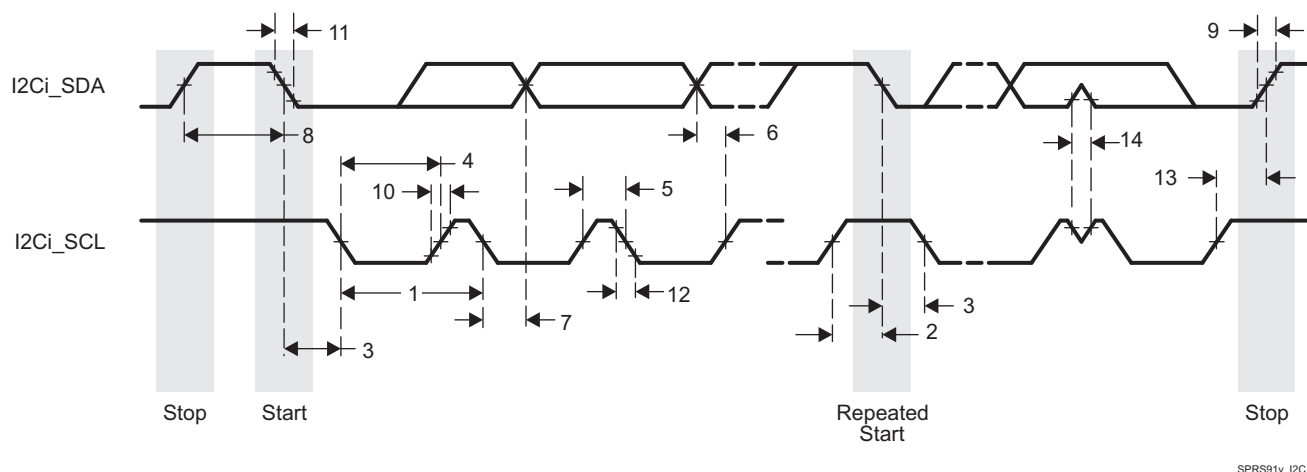 11
9
I2Ci_SDA
8
6
14
4
10
5
13
I2Ci_SCL
1
12
7
2
3
3
Stop
Start
Repeated
Start
Stop
SPRS91v_I2C